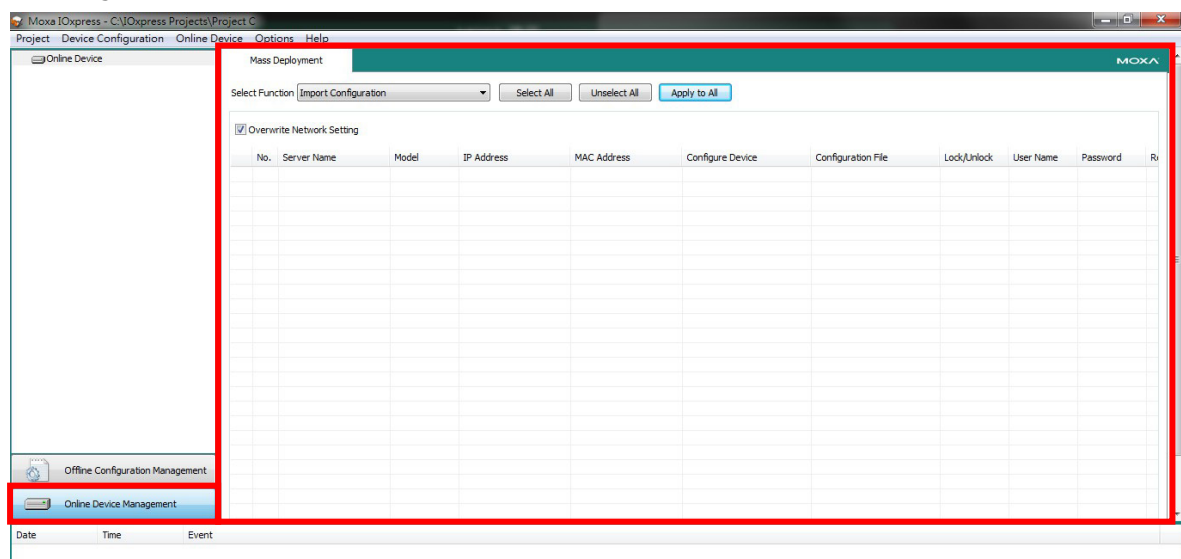 Moxa IOxpress - C:\IOxpress Projects\Project C
Project Device Configuration Online Device Options Help
Online Device
Mass Deployment
MOXA
Select Function Import Configuration Select All Unselect All Apply to All
Overwrite Network Setting
No. Server Name Model IP Address MAC Address Configure Device Configuration File Lock/Unlock User Name Password
Offline Configuration Management
Online Device Management
Date Time Event